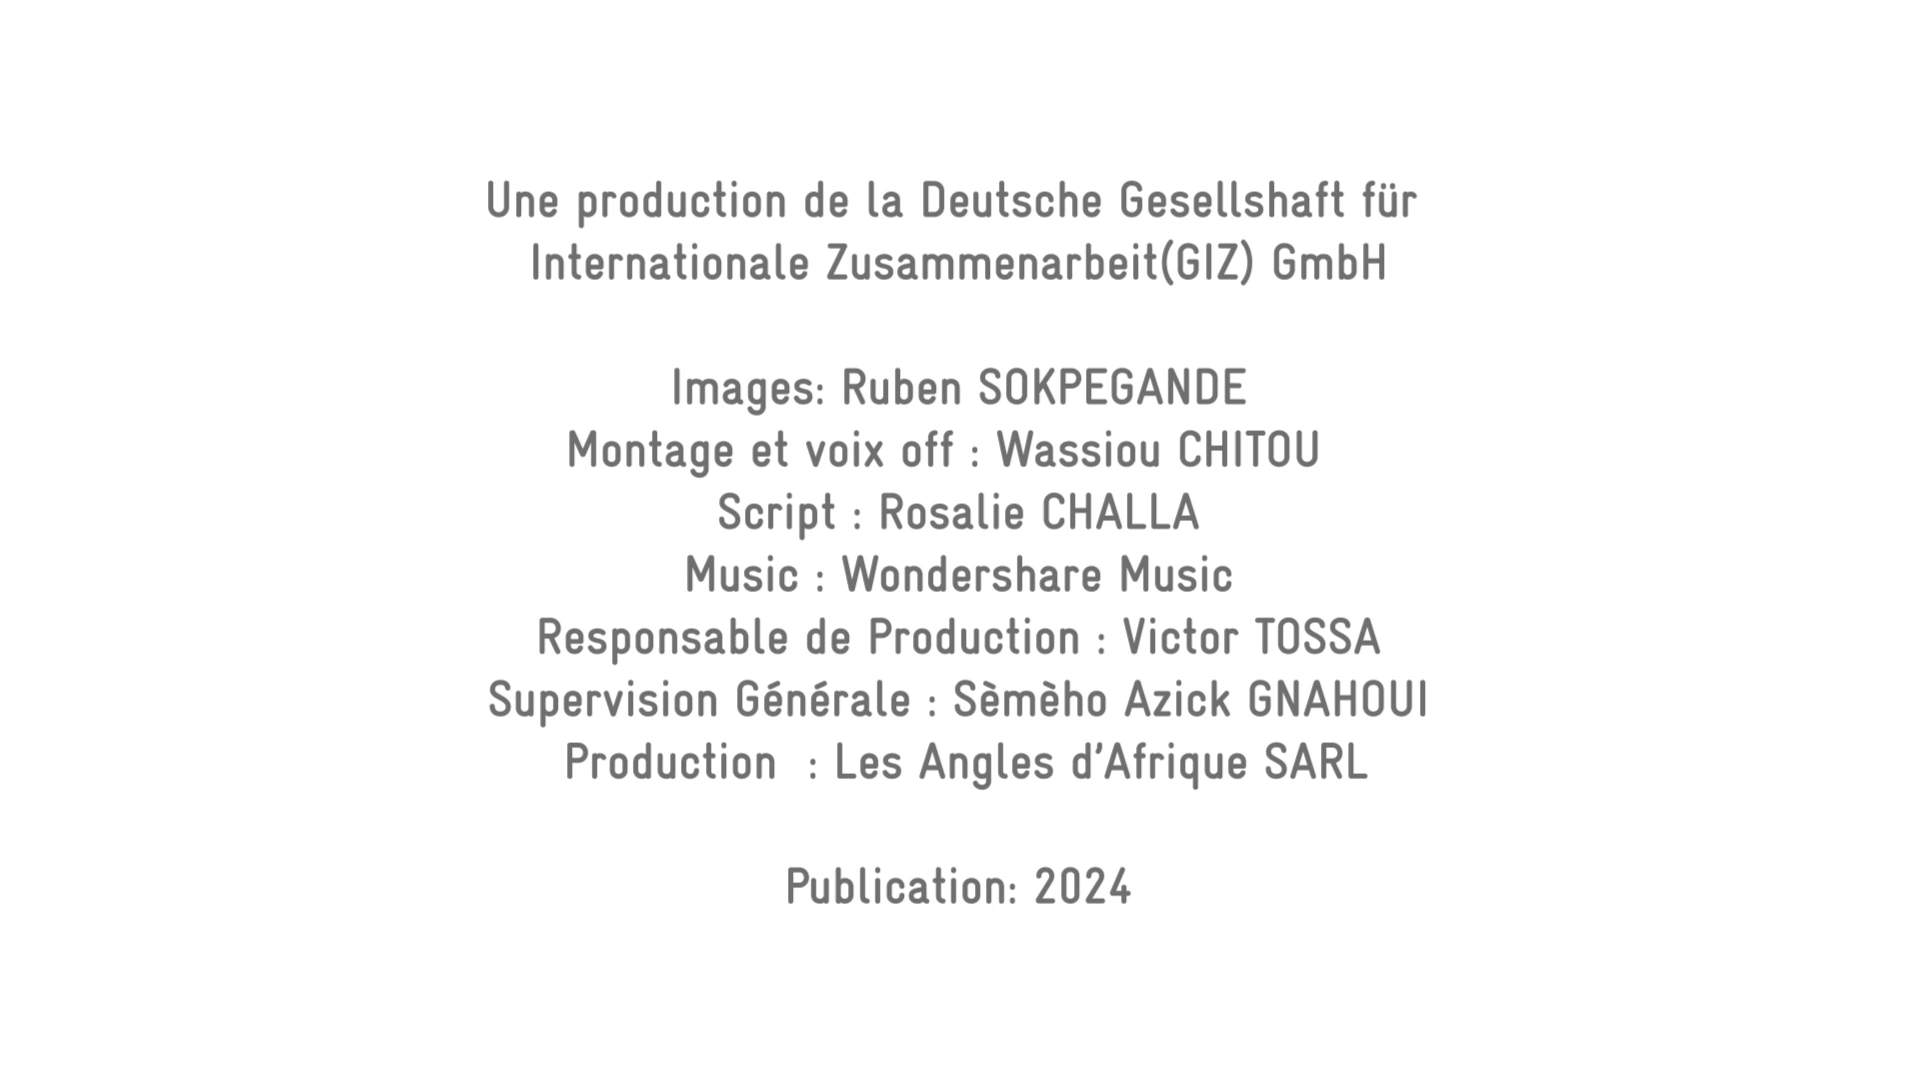 Une production de la Deutsche Gesellshaft für
Internationale Zusammenarbeit(GIZ) GmbH
Images: Ruben SOKPEGANDE
Montage et voix off : Wassiou CHITOU
Script : Rosalie CHALLA
Music : Wondershare Music
Responsable de Production : Victor TOSSA
Supervision Générale : Sèmèho Azick GNAHOUI
Production  : Les Angles d’Afrique SARL
Publication: 2024